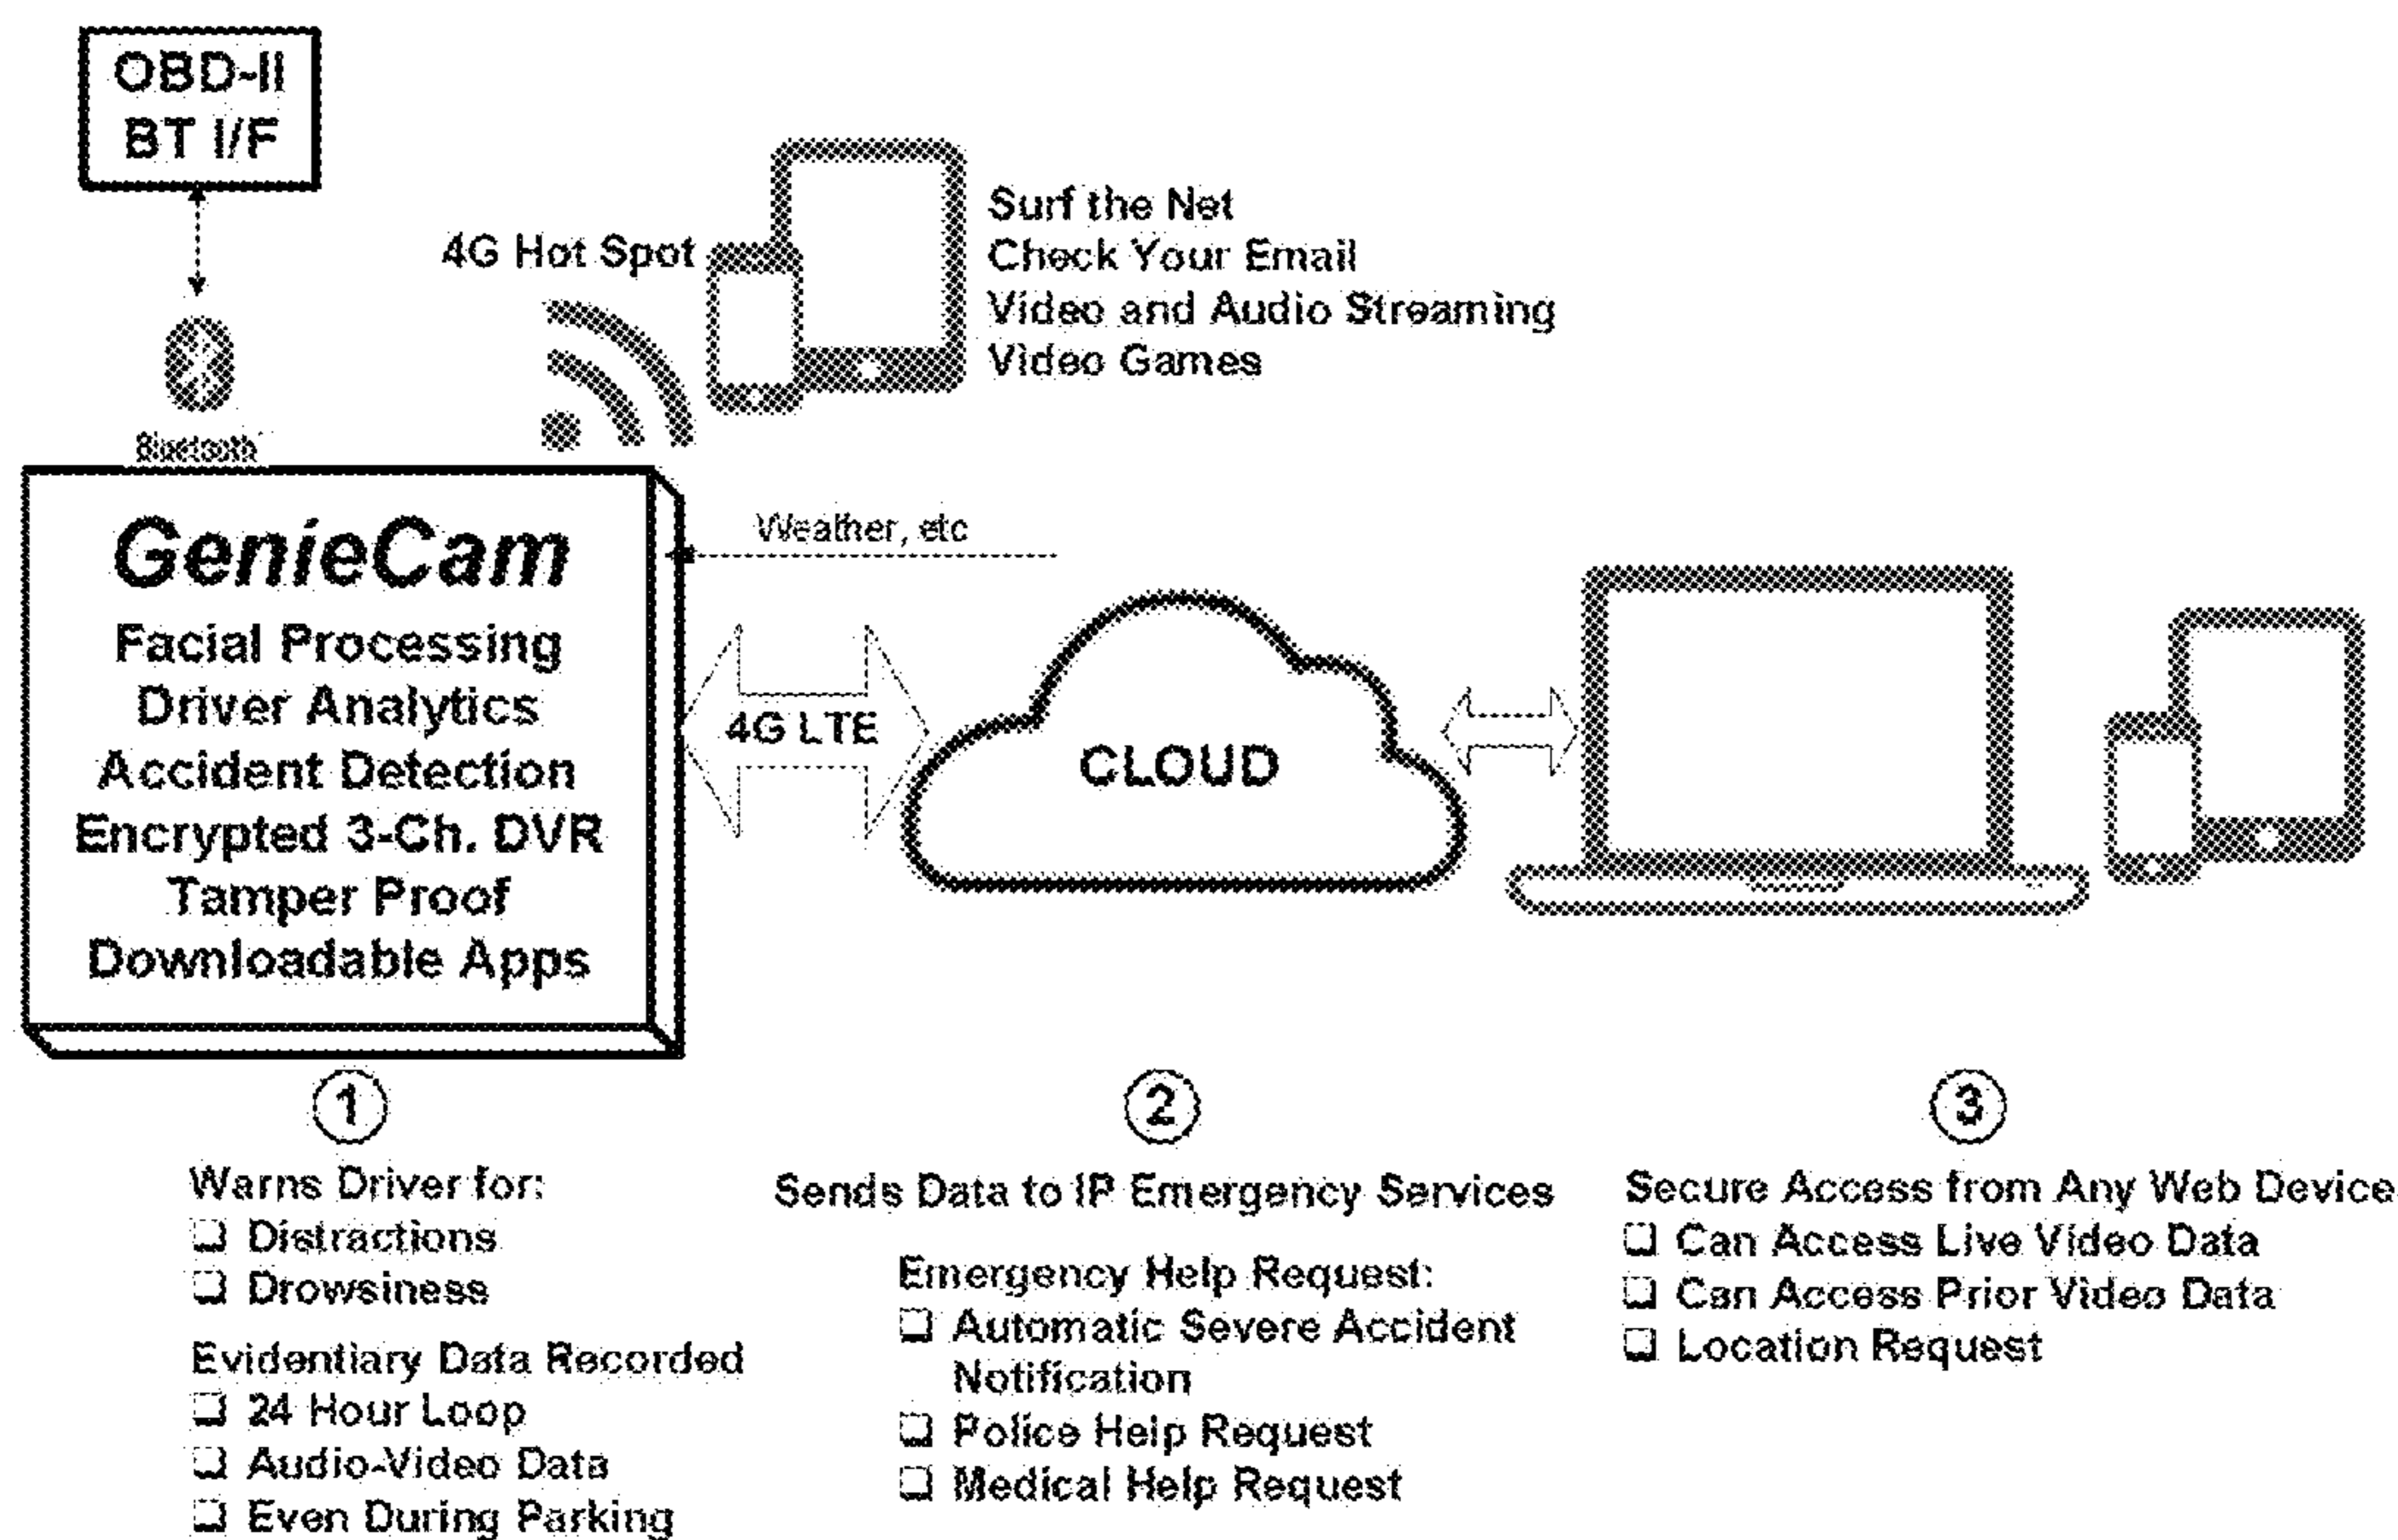 OBD-II
BT I/F
Bluetooth
4G Hot Spot
Surf the Net
Check Your Email
Video and Audio Streaming
Video Games
GenieCam
Facial Processing
Driver Analytics
Accident Detection
Encrypted 3-Ch. DVR
Tamper Proof
Downloadable Apps
Weather, etc
4G LTE
CLOUD
1
Warns Driver for:
❑ Distractions
❑ Drowsiness
Evidentiary Data Recorded
❑ 24 Hour Loop
❑ Audio-Video Data
❑ Even During Parking
2
Sends Data to IP Emergency Services
Emergency Help Request:
❑ Automatic Severe Accident
Notification
❑ Police Help Request
❑ Medical Help Request
3
Secure Access from Any Web Device
❑ Can Access Live Video Data
❑ Can Access Prior Video Data
❑ Location Request